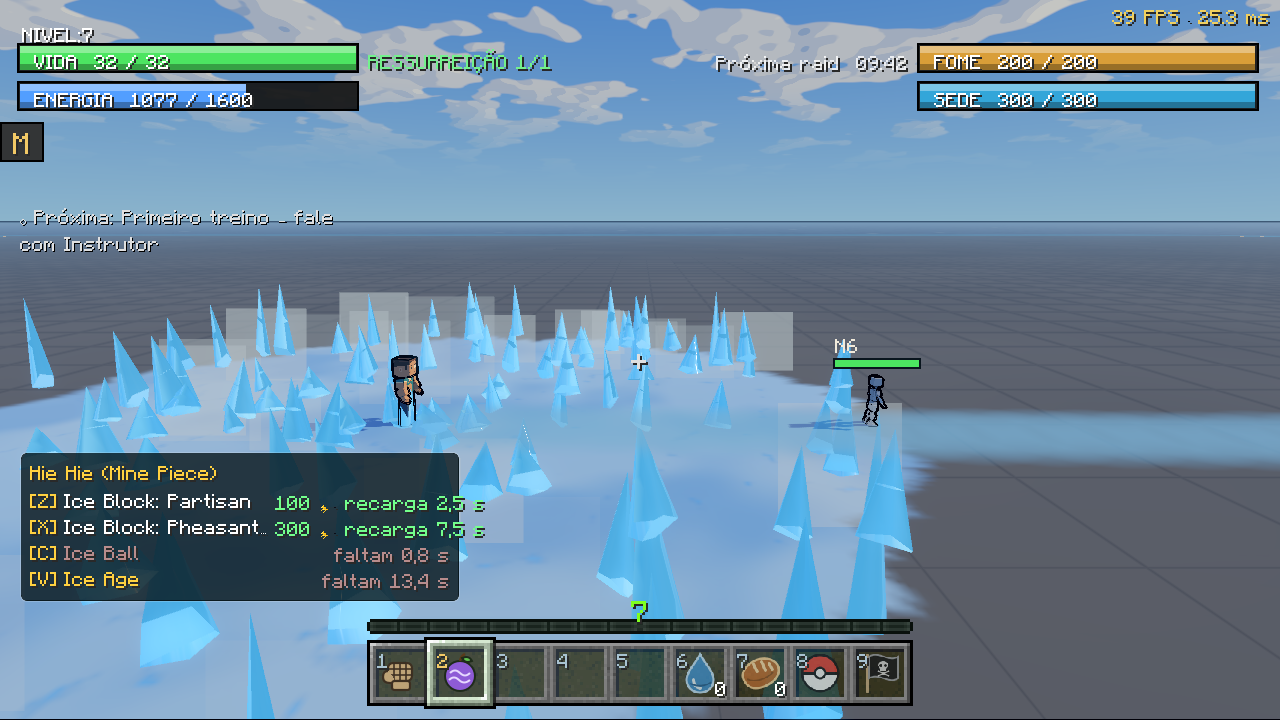 39 FPS · 25.3 ms
NIVEL:7
VIDA 32 / 32
RESSURREIÇÃO 1/1
Próxima raid 09:42
FOME 200 / 200
ENERGIA 1077 / 1600
SEDE 300 / 300
M
Próxima: Primeiro treino - fale
com Instrutor
N6
Hie Hie (Mine Piece)
[Z] Ice Block: Partisan 100 recarga 2,5 s
[X] Ice Block: Pheasant… 300 recarga 7,5 s
[C] Ice Ball faltam 0,8 s
[V] Ice Age faltam 13,4 s
7
1 2 3 4 5 6 7 8 9
0 0